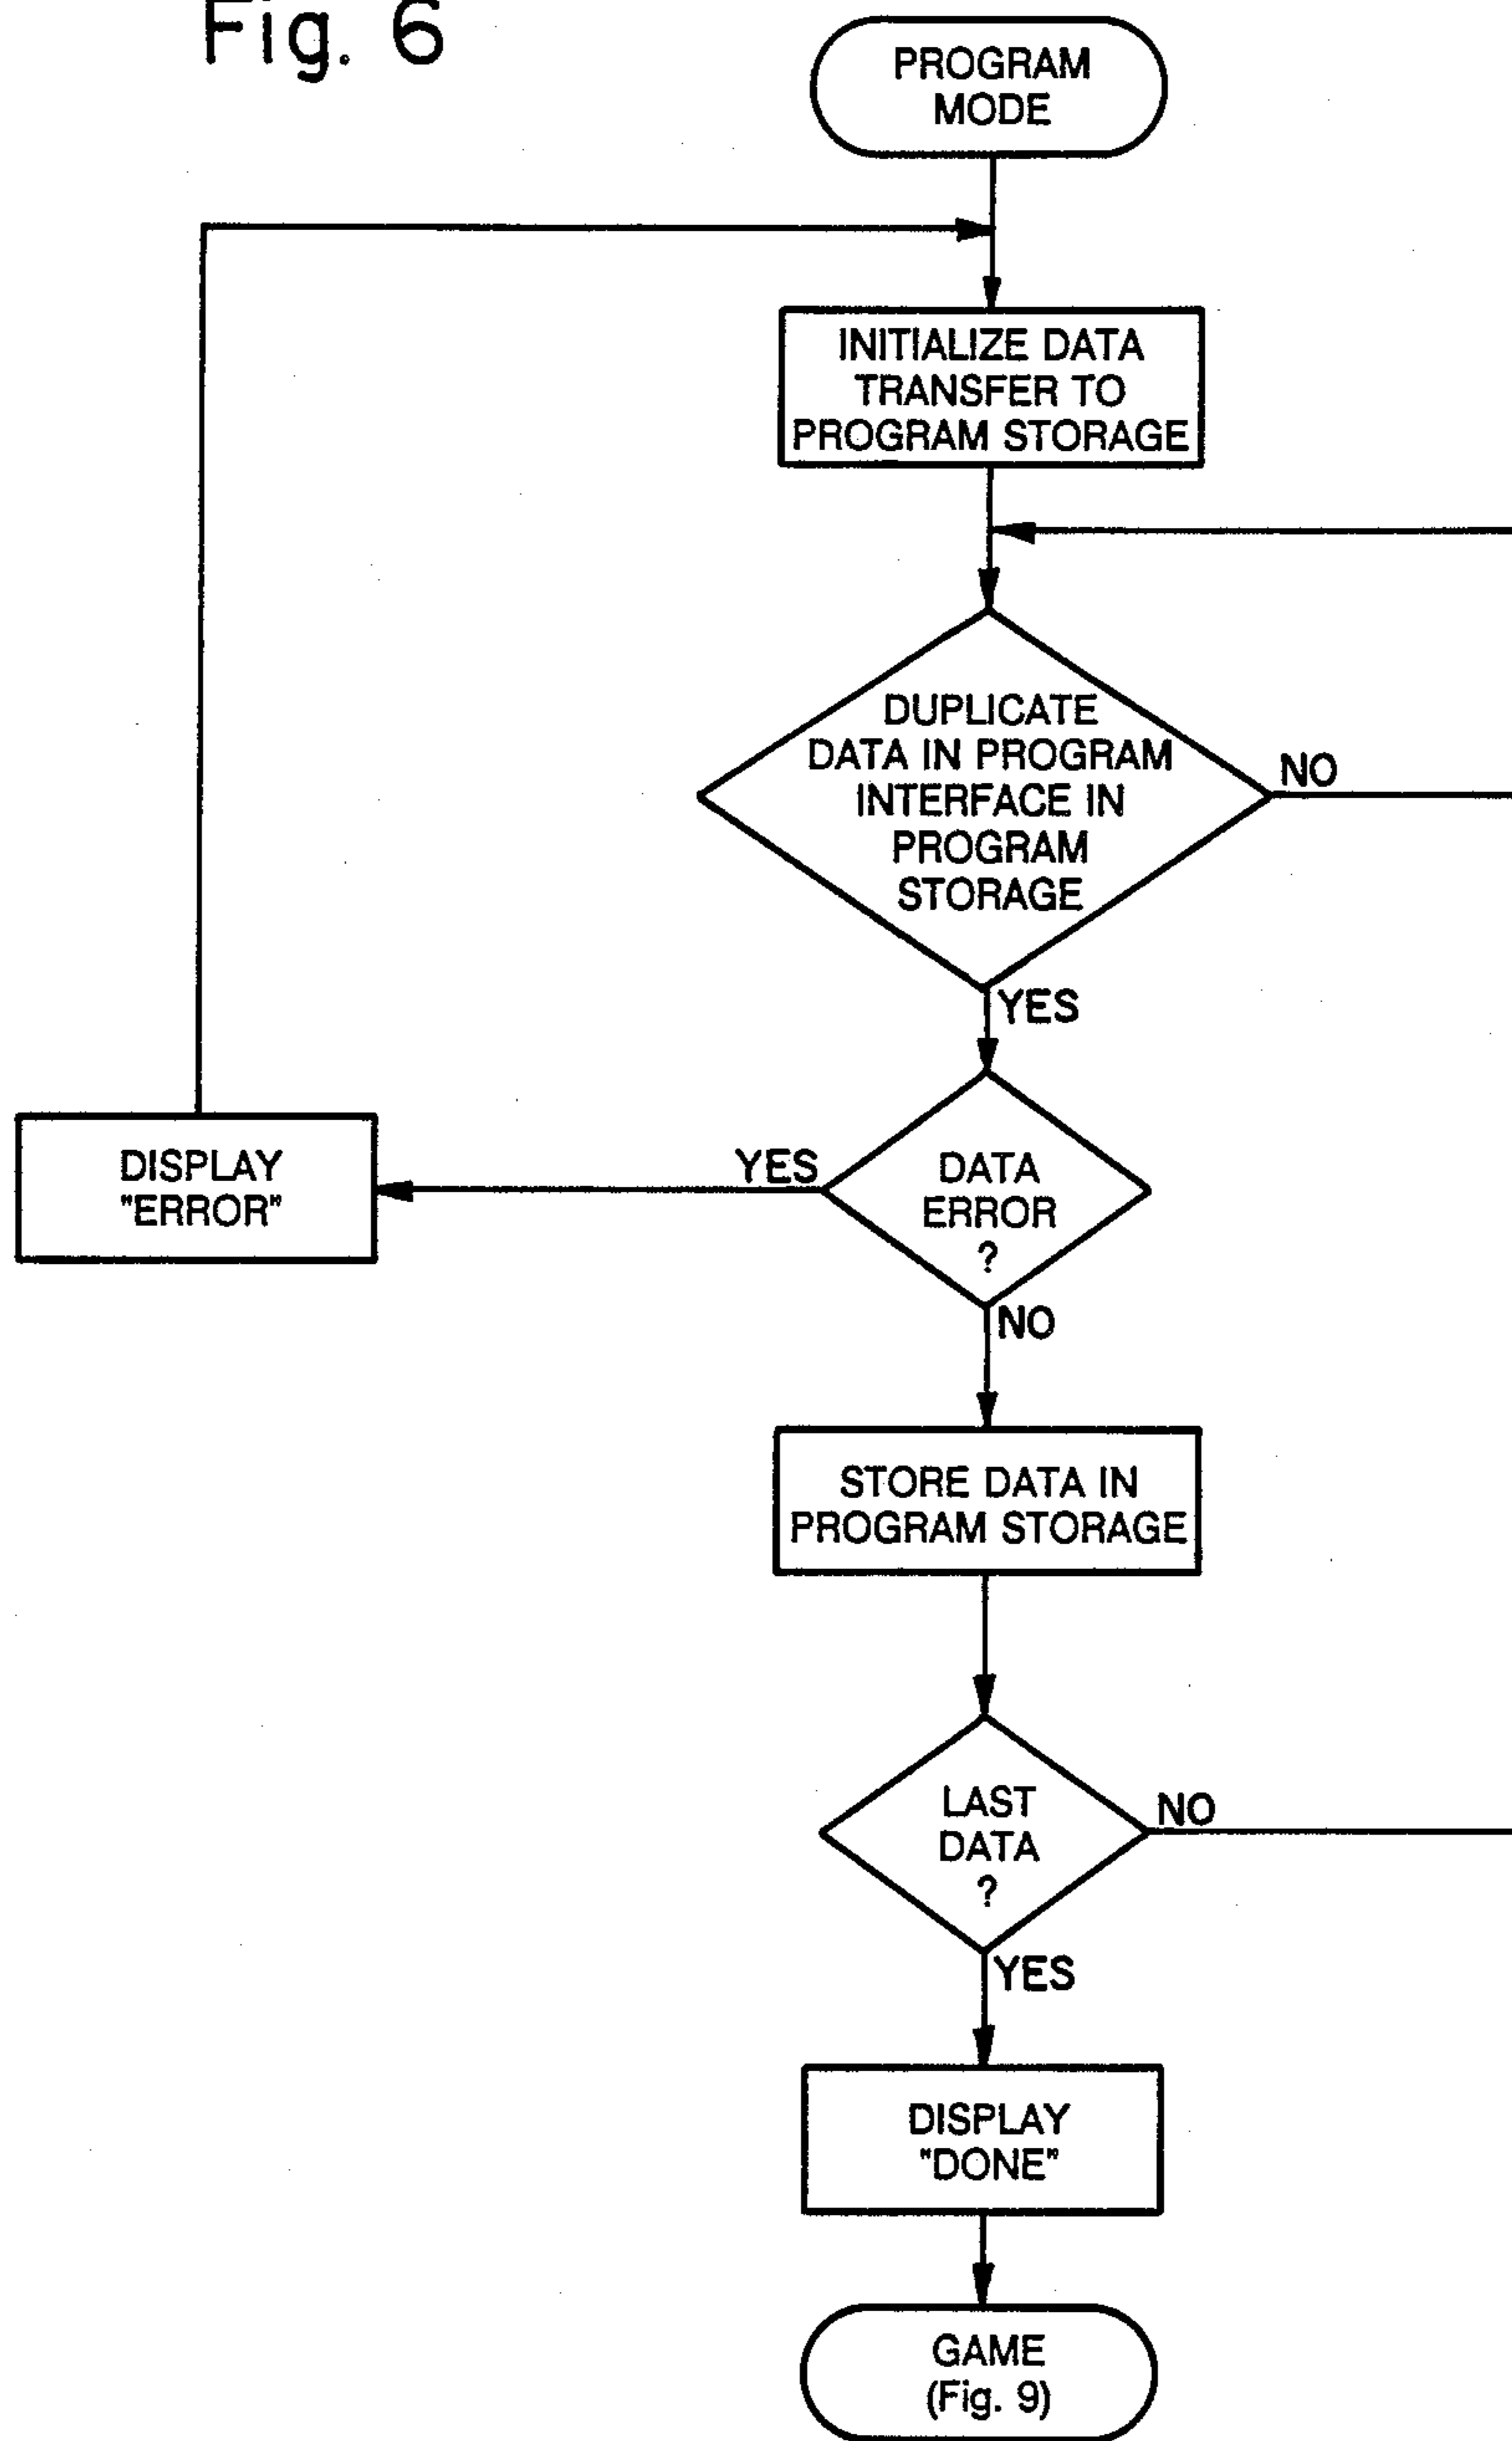 Fig. 6
PROGRAM
MODE
INITIALIZE DATA
TRANSFER TO
PROGRAM STORAGE
DUPLICATE
DATA IN PROGRAM
INTERFACE IN
PROGRAM
STORAGE
NO
YES
DISPLAY
"ERROR"
YES
DATA
ERROR
?
NO
STORE DATA IN
PROGRAM STORAGE
LAST
DATA
?
NO
YES
DISPLAY
"DONE"
GAME
(Fig. 9)